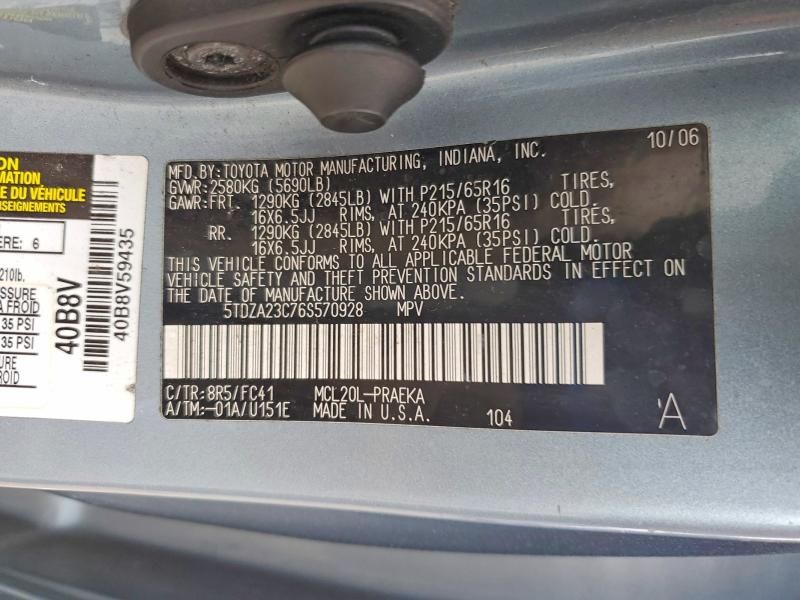 ON
RMATION
E DU VÉHICULE
NSEIGNEMENTS
ERE: 6
210lb.
ESSURE
A FROID
35 PSI
35 PSI
URE
ROID
40B8V
40B8V59435
10/06
MFD.BY:TOYOTA MOTOR MANUFACTURING, INDIANA, INC.
GVWR:2580KG (5690LB)
GAWR:FRT. 1290KG (2845LB) WITH P215/65R16 TIRES,
16X6.5JJ RIMS, AT 240KPA (35PSI) COLD.
RR. 1290KG (2845LB) WITH P215/65R16 TIRES,
16X6.5JJ RIMS, AT 240KPA (35PSI) COLD.
THIS VEHICLE CONFORMS TO ALL APPLICABLE FEDERAL MOTOR
VEHICLE SAFETY AND THEFT PREVENTION STANDARDS IN EFFECT ON
THE DATE OF MANUFACTURE SHOWN ABOVE.
5TDZA23C76S570928 MPV
C/TR:8R5/FC41 MCL20L-PRAEKA
A/TM:-01A/U151E MADE IN U.S.A. 104
'A